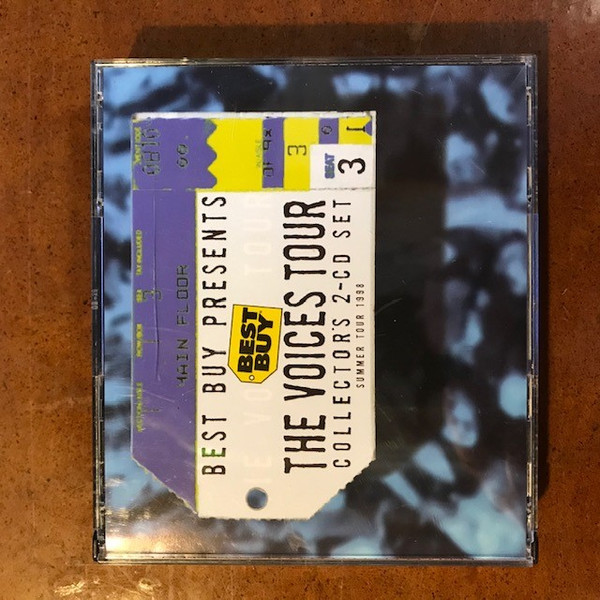 MAIN FLOOR
3
BEST BUY PRESENTS
BEST
BUY
THE VOICES TOUR
COLLECTOR'S 2-CD SET
SUMMER TOUR 1998
SEAT
3